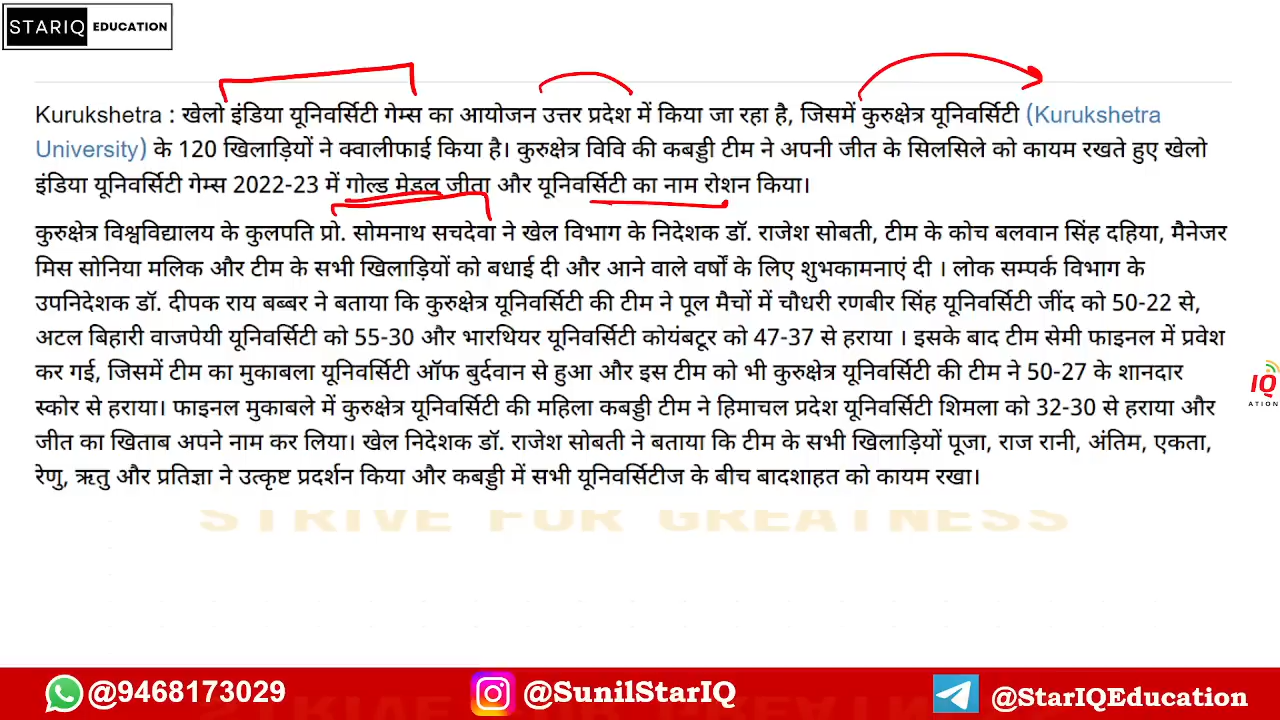 STARIQ EDUCATION
Kurukshetra : खेलो इंडिया यूनिवर्सिटी गेम्स का आयोजन उत्तर प्रदेश में किया जा रहा है, जिसमें कुरुक्षेत्र यूनिवर्सिटी (Kurukshetra
University) के 120 खिलाड़ियों ने क्वालीफाई किया है। कुरुक्षेत्र विवि की कबड्डी टीम ने अपनी जीत के सिलसिले को कायम रखते हुए खेलो
इंडिया यूनिवर्सिटी गेम्स 2022-23 में गोल्ड मेडल जीता और यूनिवर्सिटी का नाम रोशन किया।
कुरुक्षेत्र विश्वविद्यालय के कुलपति प्रो. सोमनाथ सचदेवा ने खेल विभाग के निदेशक डॉ. राजेश सोबती, टीम के कोच बलवान सिंह दहिया, मैनेजर
मिस सोनिया मलिक और टीम के सभी खिलाड़ियों को बधाई दी और आने वाले वर्षों के लिए शुभकामनाएं दी । लोक सम्पर्क विभाग के
उपनिदेशक डॉ. दीपक राय बब्बर ने बताया कि कुरुक्षेत्र यूनिवर्सिटी की टीम ने पूल मैचों में चौधरी रणबीर सिंह यूनिवर्सिटी जींद को 50-22 से,
अटल बिहारी वाजपेयी यूनिवर्सिटी को 55-30 और भारथियर यूनिवर्सिटी कोयंबटूर को 47-37 से हराया । इसके बाद टीम सेमी फाइनल में प्रवेश
कर गई, जिसमें टीम का मुकाबला यूनिवर्सिटी ऑफ बुर्दवान से हुआ और इस टीम को भी कुरुक्षेत्र यूनिवर्सिटी की टीम ने 50-27 के शानदार
स्कोर से हराया। फाइनल मुकाबले में कुरुक्षेत्र यूनिवर्सिटी की महिला कबड्डी टीम ने हिमाचल प्रदेश यूनिवर्सिटी शिमला को 32-30 से हराया और
जीत का खिताब अपने नाम कर लिया। खेल निदेशक डॉ. राजेश सोबती ने बताया कि टीम के सभी खिलाड़ियों पूजा, राज रानी, अंतिम, एकता,
रेणु, ऋतु और प्रतिज्ञा ने उत्कृष्ट प्रदर्शन किया और कबड्डी में सभी यूनिवर्सिटीज के बीच बादशाहत को कायम रखा।
STRIVE FOR GREATNESS
IQ
ATION
@9468173029 @SunilStarIQ @StarIQEducation